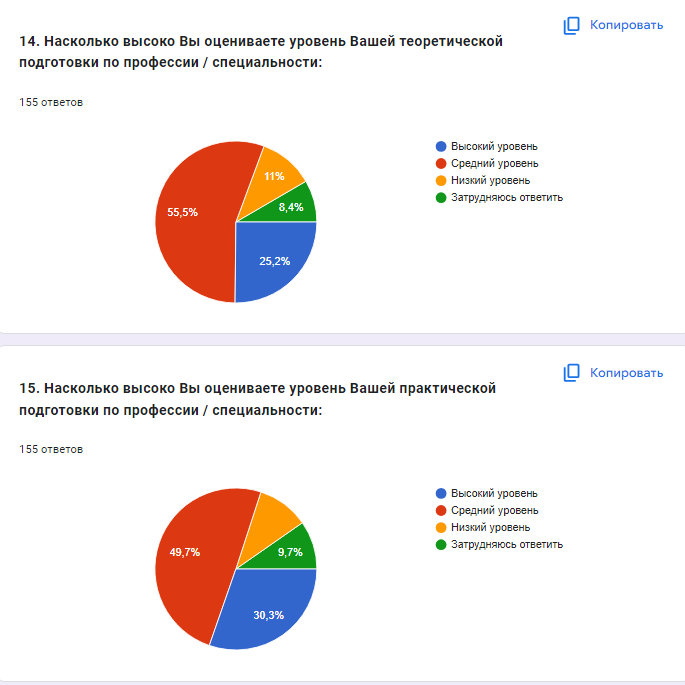 Копировать
14. Насколько высоко Вы оцениваете уровень Вашей теоретической
подготовки по профессии / специальности:
155 ответов
Высокий уровень
Средний уровень
Низкий уровень
Затрудняюсь ответить
11%
8,4%
55,5%
25,2%
Копировать
15. Насколько высоко Вы оцениваете уровень Вашей практической
подготовки по профессии / специальности:
155 ответов
Высокий уровень
Средний уровень
Низкий уровень
Затрудняюсь ответить
49,7%
9,7%
30,3%